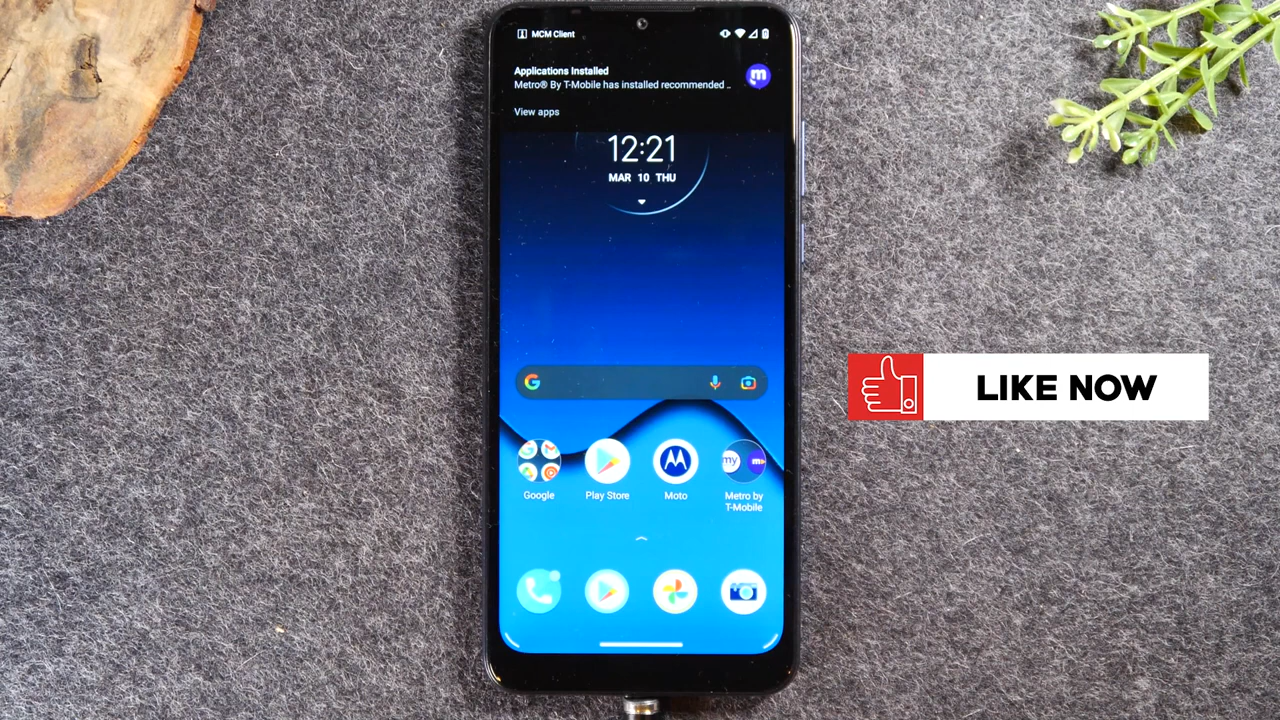 MCM Client
Applications Installed
Metro® By T-Mobile has installed recommended ..
View apps
12:21
MAR 10 THU
LIKE NOW
Google
Play Store
Moto
my
m
Metro by
T-Mobile